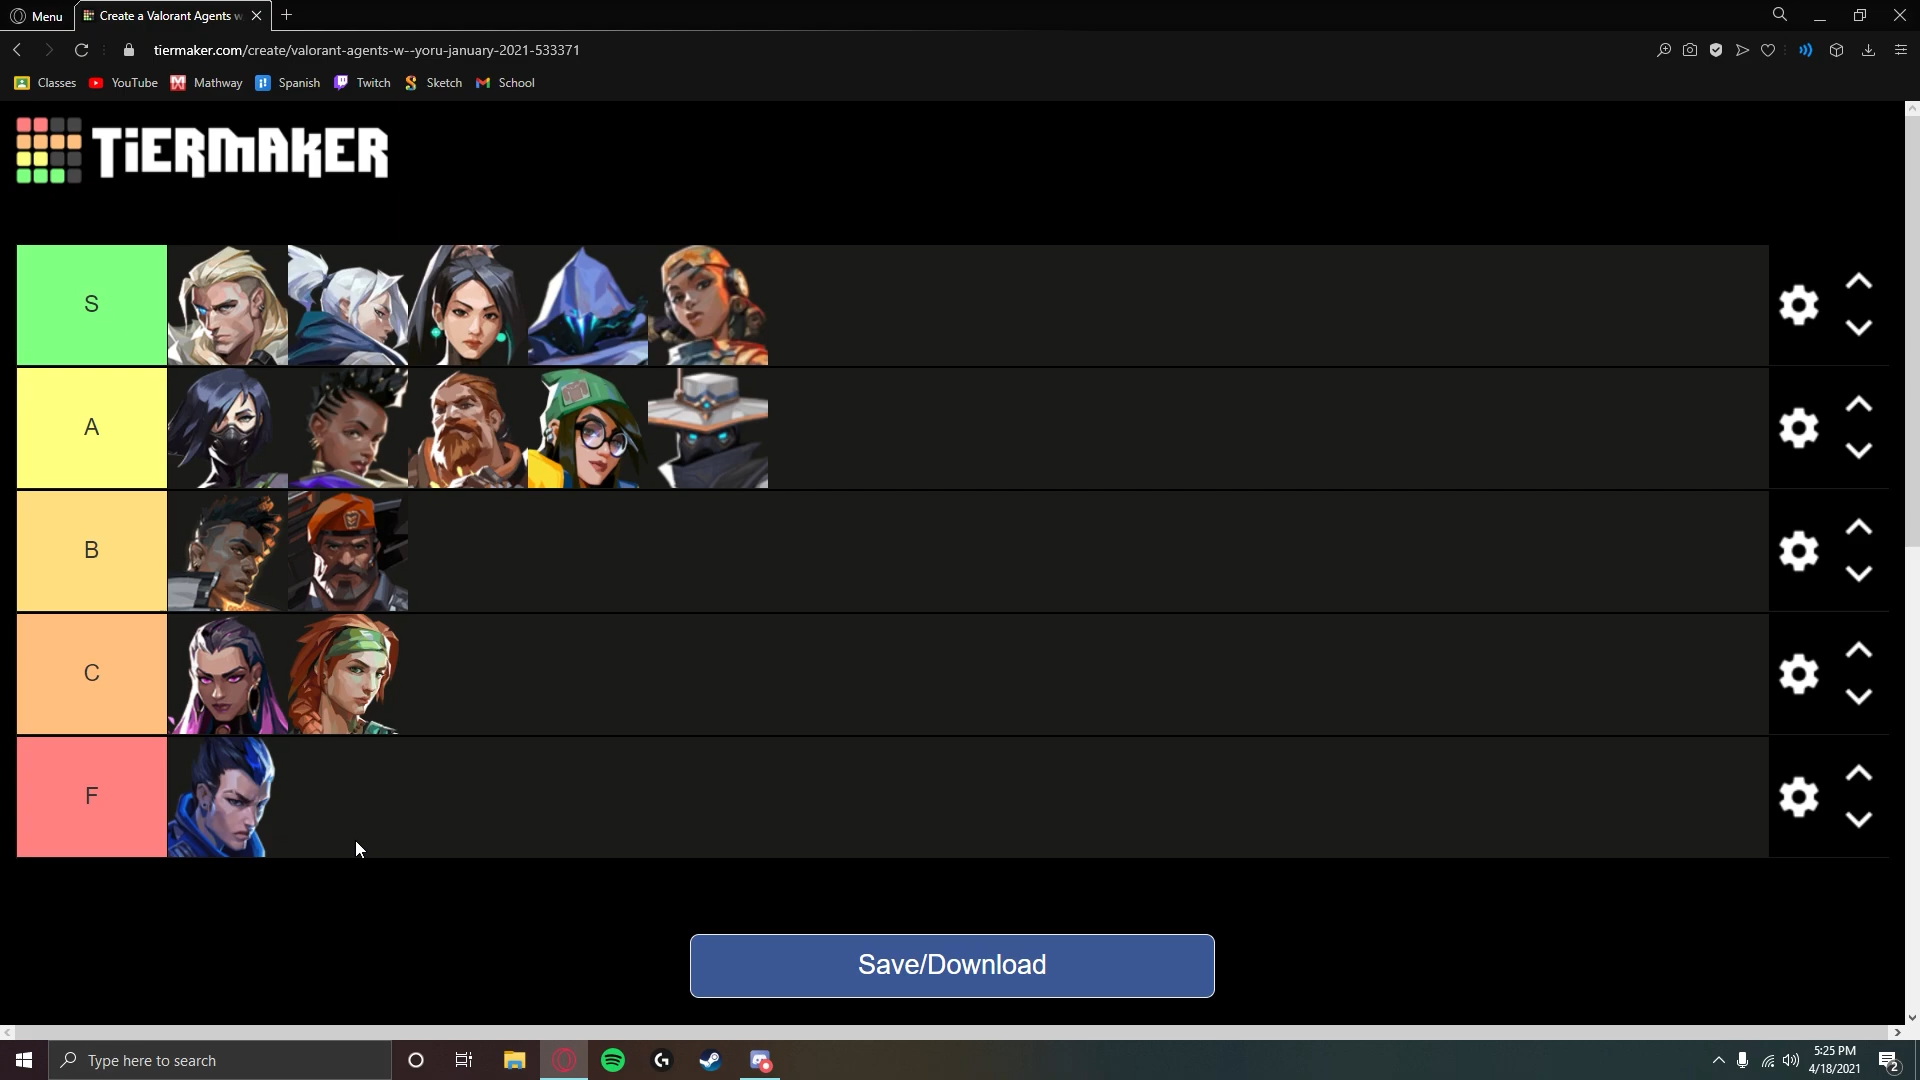 Menu
Create a Valorant Agents w
tiermaker.com/create/valorant-agents-w--yoru-january-2021-533371
Classes YouTube Mathway Spanish Twitch Sketch School
TiERMAKER
S
A
B
C
F
Save/Download
Type here to search
5:25 PM
4/18/2021
2